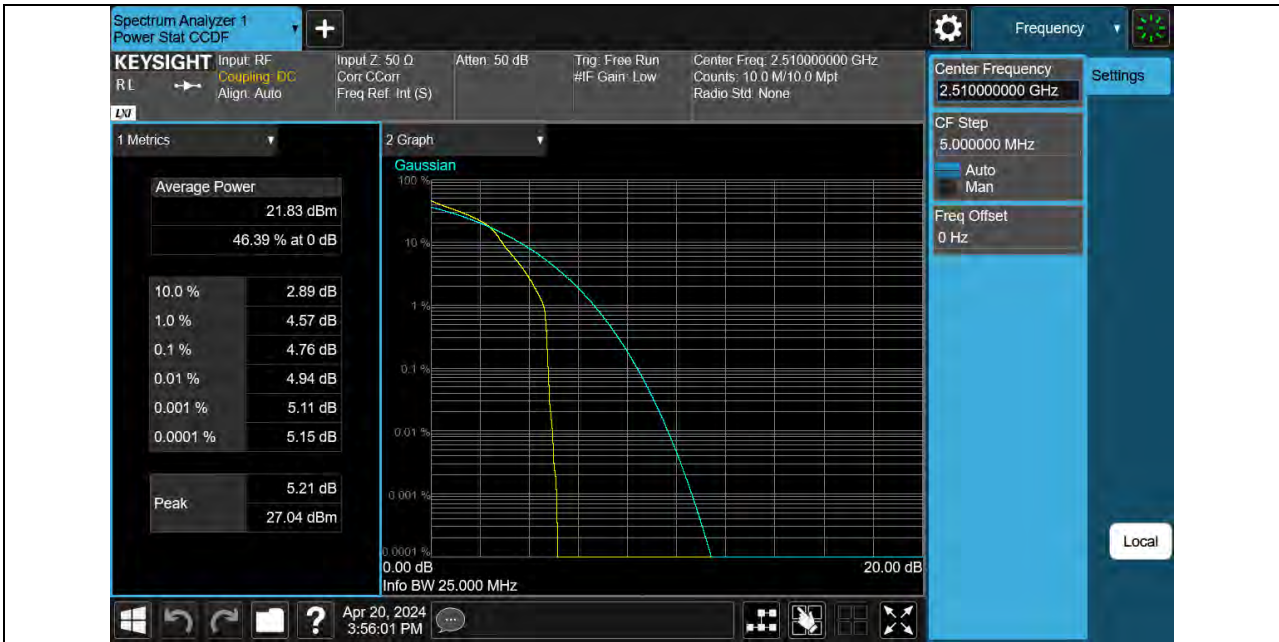 Spectrum Analyzer 1
Power Stat CCDF
Frequency
KEYSIGHT
Input: RF
Input Z: 50 Ω
Atten: 50 dB
Trig: Free Run
Center Freq: 2.510000000 GHz
R L
Coupling: DC
Corr CCorr
#IF Gain: Low
Counts: 10.0 M/10.0 Mpt
Align: Auto
Freq Ref: Int (S)
Radio Std: None
LXI
Center Frequency
2.510000000 GHz
Settings
CF Step
5.000000 MHz
Auto
Man
Freq Offset
0 Hz
1 Metrics
Average Power
21.83 dBm
46.39 % at 0 dB
10.0 % 2.89 dB
1.0 % 4.57 dB
0.1 % 4.76 dB
0.01 % 4.94 dB
0.001 % 5.11 dB
0.0001 % 5.15 dB
Peak
5.21 dB
27.04 dBm
2 Graph
Gaussian
100 %
10 %
1 %
0.1 %
0.01 %
0.001 %
0.0001 %
0.00 dB 20.00 dB
Info BW 25.000 MHz
Local
?
Apr 20, 2024
3:56:01 PM